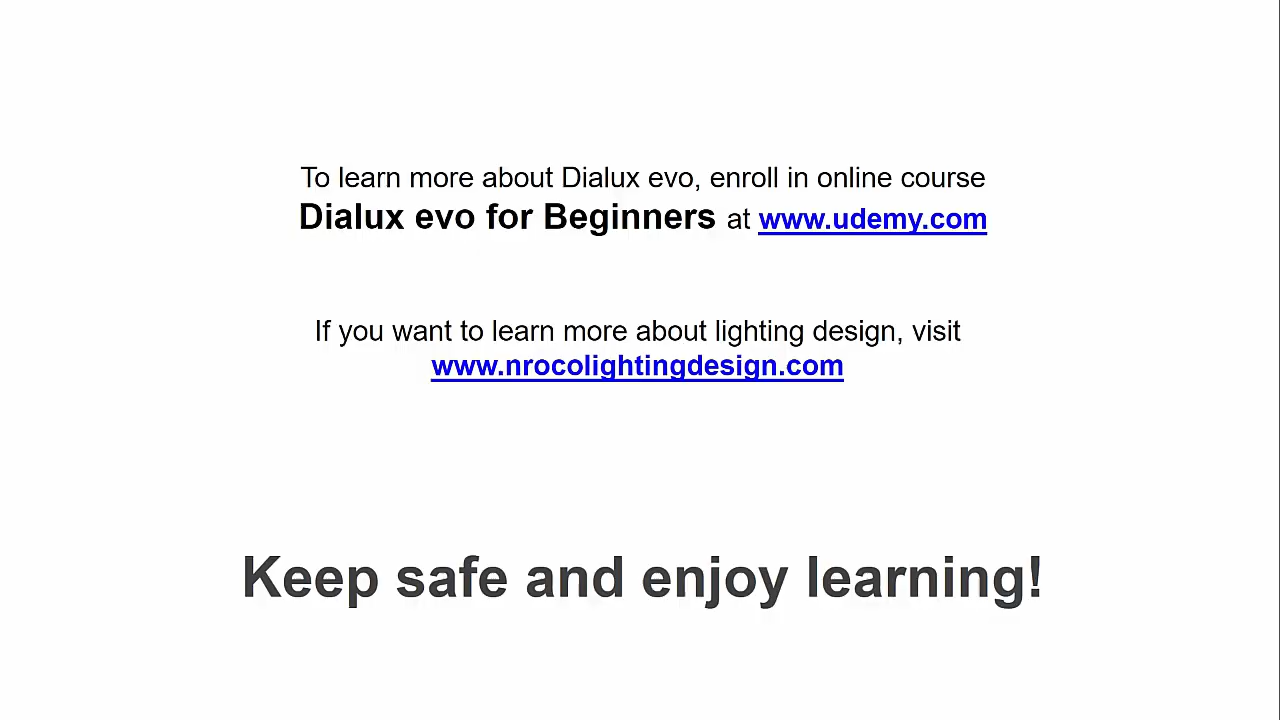 To learn more about Dialux evo, enroll in online course
Dialux evo for Beginners at www.udemy.com
If you want to learn more about lighting design, visit
www.nrocolightingdesign.com
Keep safe and enjoy learning!